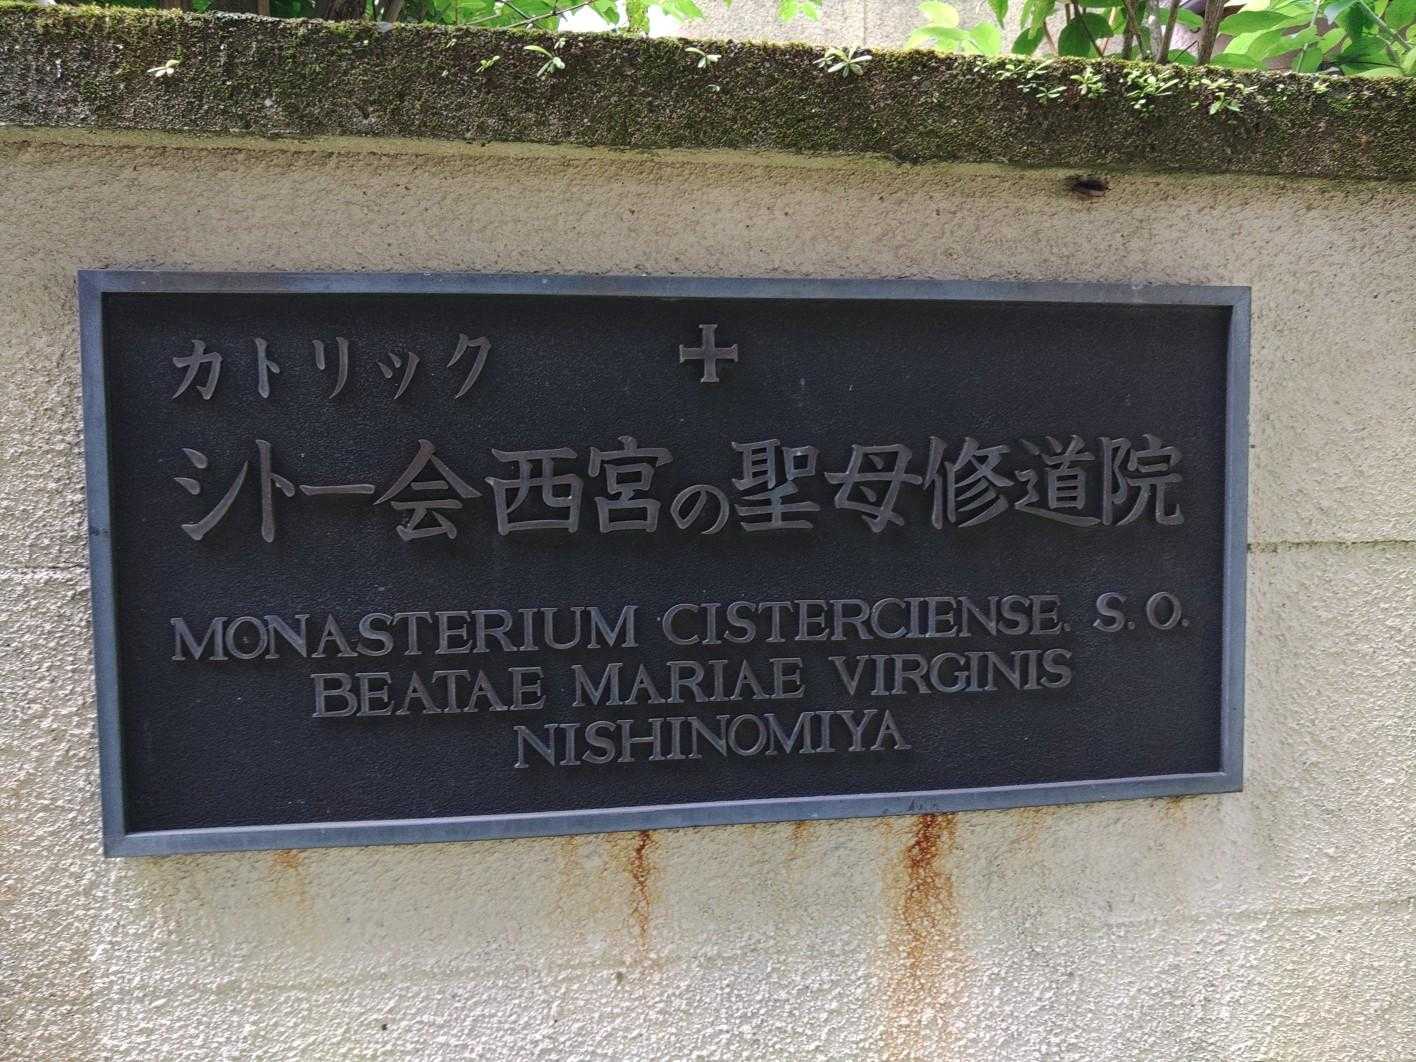 カトリック
シトー会西宮の聖母修道院
MONASTERIUM CISTERCIENSE. S. O.
BEATAE MARIAE VIRGINIS
NISHINOMIYA